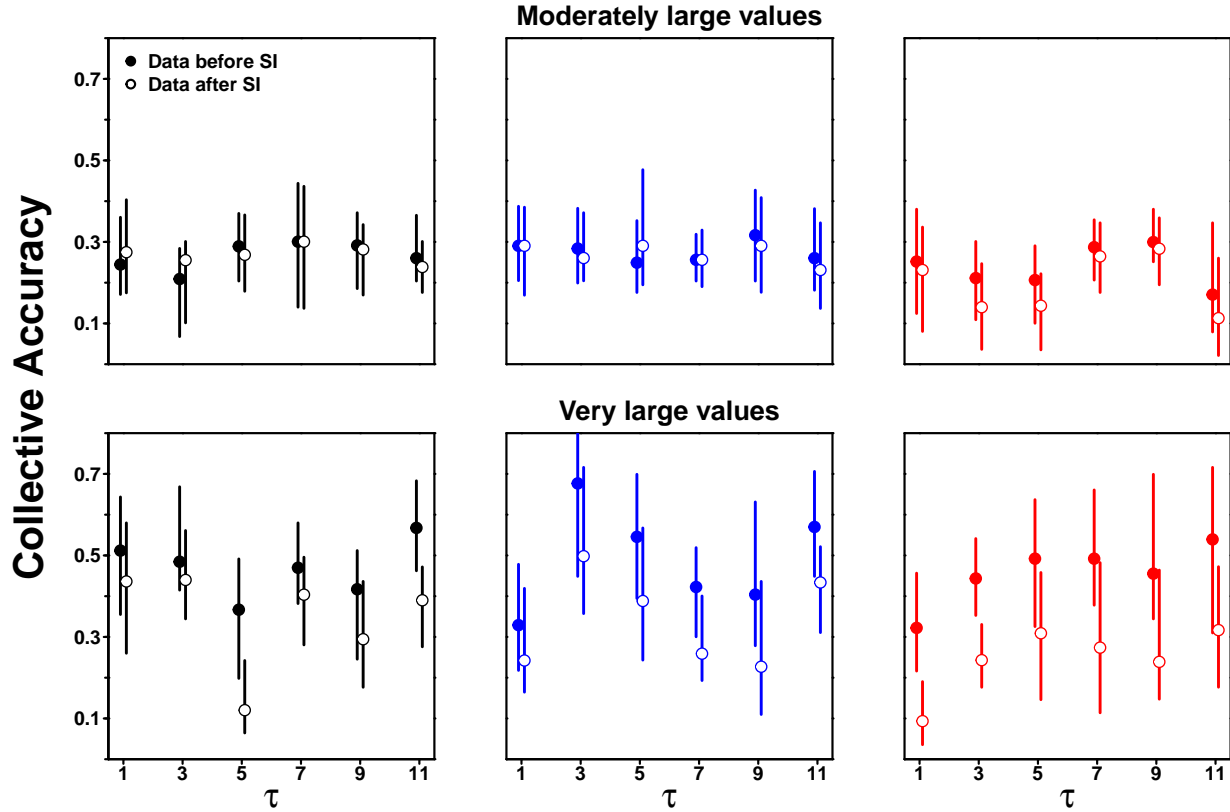 Moderately large values
Data before SI
Data after SI
0.7
0.5
0.3
0.1
Collective Accuracy
Very large values
0.7
0.5
0.3
0.1
1 3 5 7 9 11
1 3 5 7 9 11
1 3 5 7 9 11
τ τ τ